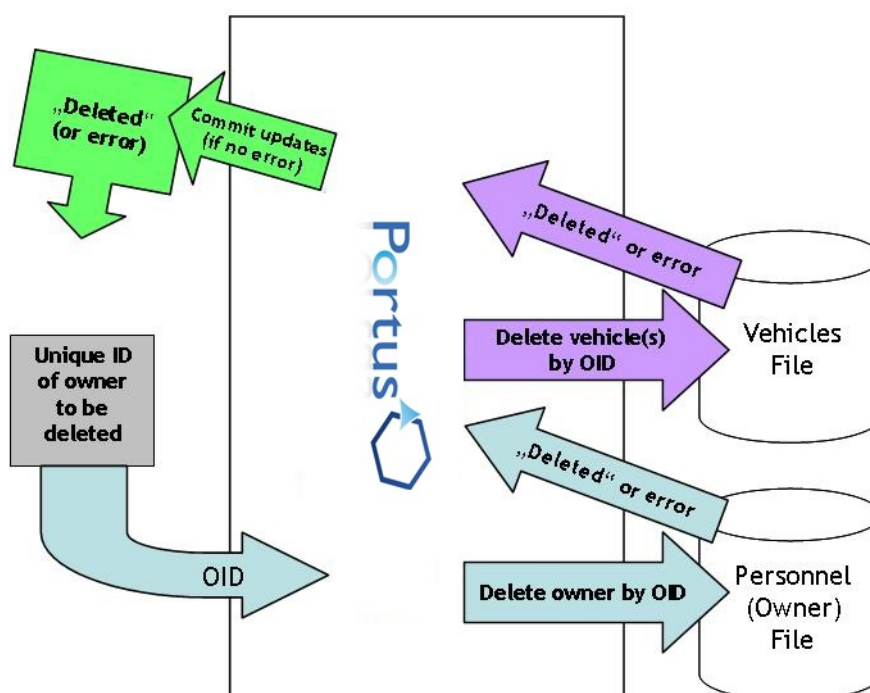 „Deleted“
(or error)
Commit updates
(if no error)
Portus
„Deleted“ or error
Delete vehicle(s)
by OID
Vehicles
File
Unique ID
of owner
to be
deleted
„Deleted“ or error
OID
Delete owner by OID
Personnel
(Owner)
File